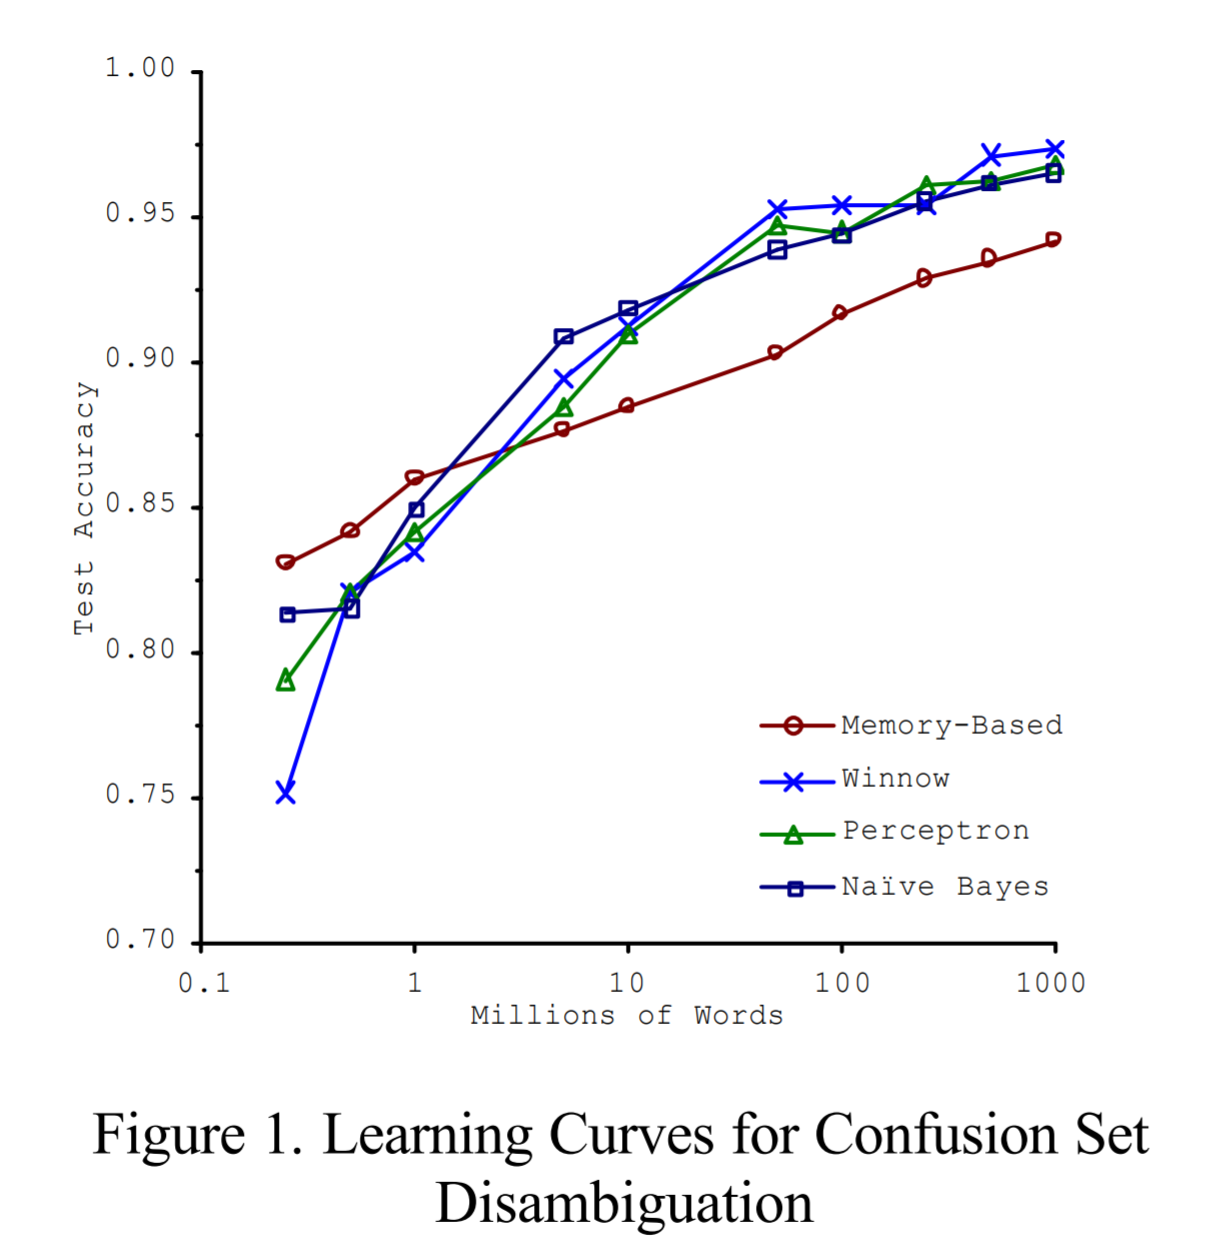 1.00
0.95
0.90
0.85
0.80
0.75
0.70
Test Accuracy
0.1 1 10 100 1000
Millions of Words
Memory-Based
Winnow
Perceptron
Naïve Bayes
Figure 1. Learning Curves for Confusion Set
Disambiguation